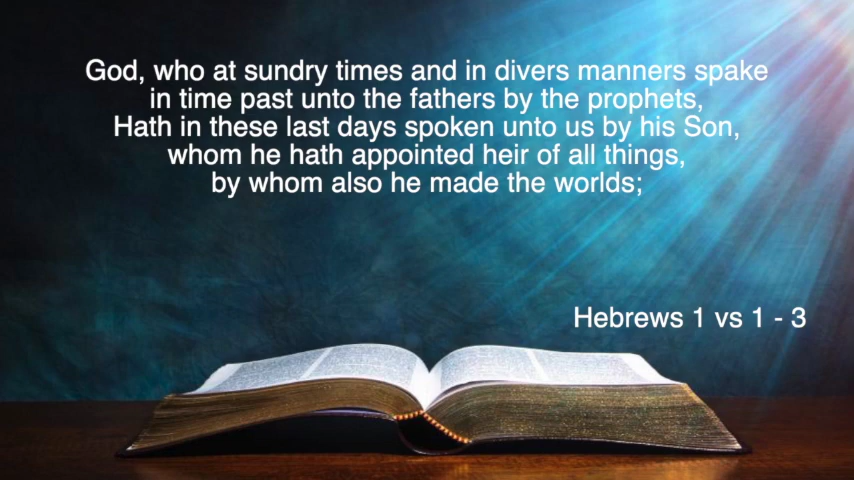 God, who at sundry times and in divers manners spake
in time past unto the fathers by the prophets,
Hath in these last days spoken unto us by his Son,
whom he hath appointed heir of all things,
by whom also he made the worlds;
Hebrews 1 vs 1 - 3